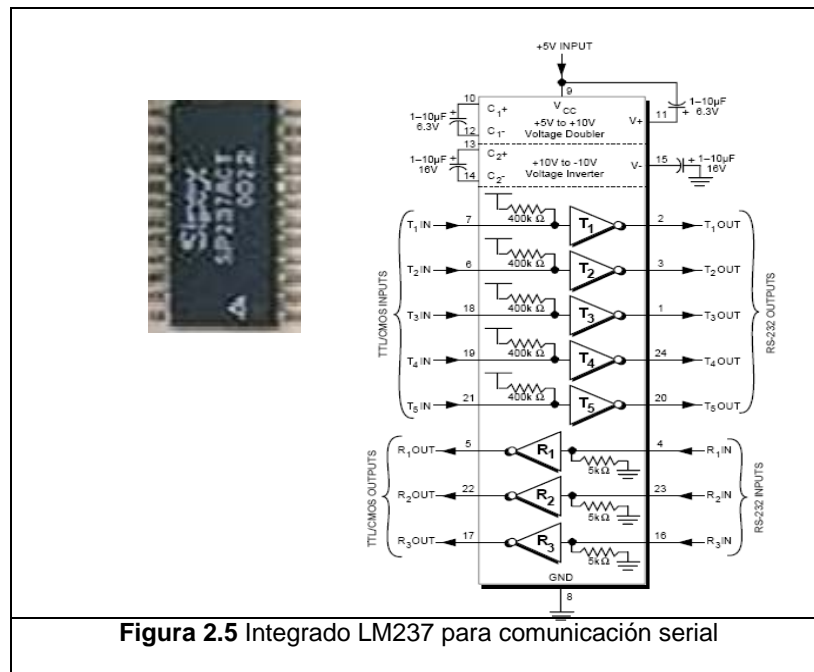 Sipex
SP237ACT
0022
+5V INPUT
9
VCC
10
C1+
1–10µF
6.3V
12
C1-
+5V to +10V
Voltage Doubler
V+
11
1–10µF
6.3V
13
C2+
1–10µF
16V
14
C2-
+10V to -10V
Voltage Inverter
V-
15
1–10µF
16V
TTL/CMOS INPUTS
T1 IN 7 400k Ω T1 2 T1 OUT
T2 IN 6 400k Ω T2 3 T2 OUT
T3 IN 18 400k Ω T3 1 T3 OUT
T4 IN 19 400k Ω T4 24 T4 OUT
T5 IN 21 400k Ω T5 20 T5 OUT
RS-232 OUTPUTS
TTL/CMOS OUTPUTS
R1 OUT 5 R1 5kΩ 4 R1 IN
R2 OUT 22 R2 5kΩ 23 R2 IN
R3 OUT 17 R3 5kΩ 16 R3 IN
RS-232 INPUTS
GND
8
Figura 2.5 Integrado LM237 para comunicación serial